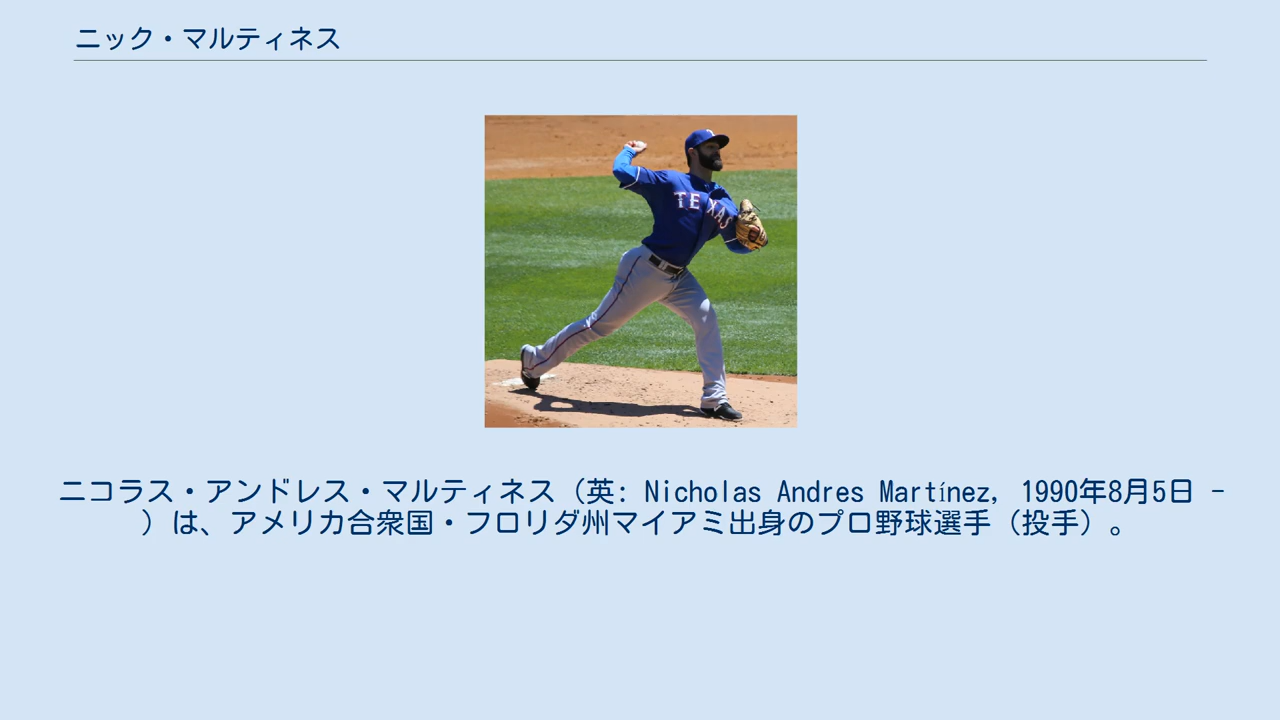 ニック・マルティネス
TEXAS
ニコラス・アンドレス・マルティネス（英: Nicholas Andres Martínez, 1990年8月5日 -
）は、アメリカ合衆国・フロリダ州マイアミ出身のプロ野球選手（投手）。